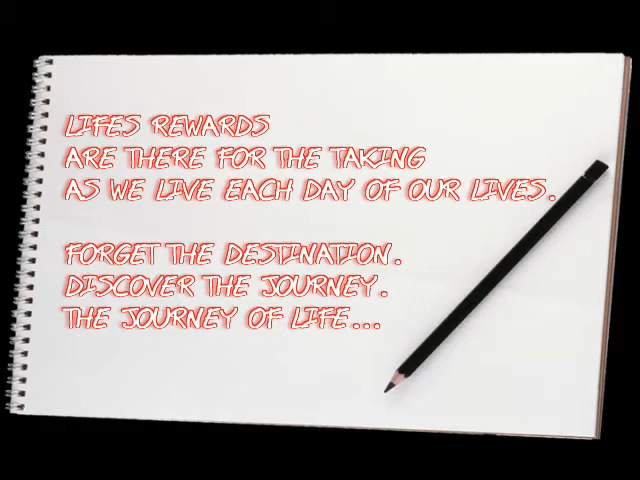 LIFES REWARDS
ARE THERE FOR THE TAKING
AS WE LIVE EACH DAY OF OUR LIVES.
FORGET THE DESTINATION.
DISCOVER THE JOURNEY.
THE JOURNEY OF LIFE...